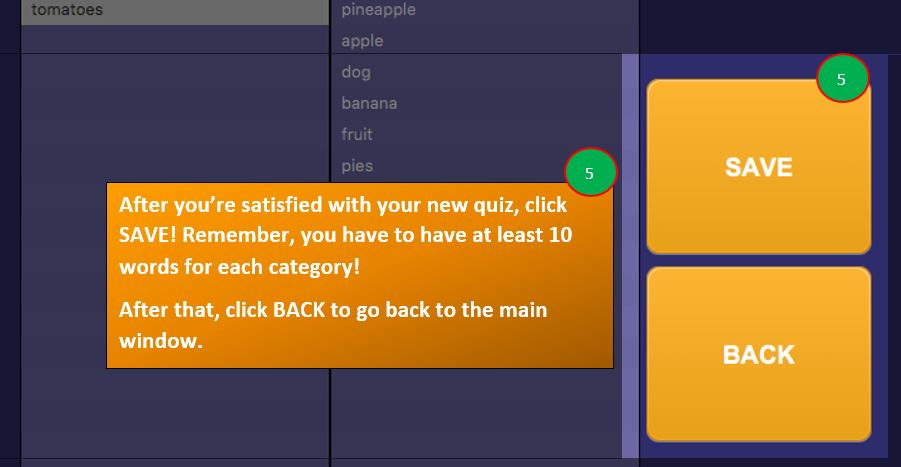 tomatoes
pineapple
apple
dog
banana
fruit
pies
5
After you’re satisfied with your new quiz, click
SAVE! Remember, you have to have at least 10
words for each category!
After that, click BACK to go back to the main
window.
5
SAVE
BACK